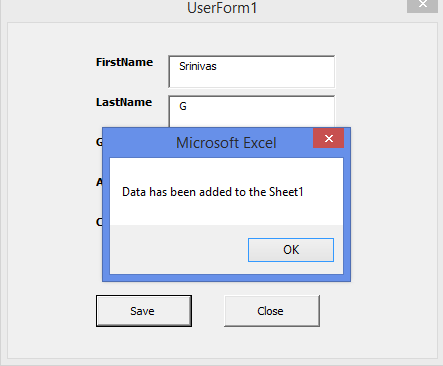 UserForm1
FirstName
Srinivas
LastName
G
G
Microsoft Excel
A
Data has been added to the Sheet1
C
OK
Save
Close